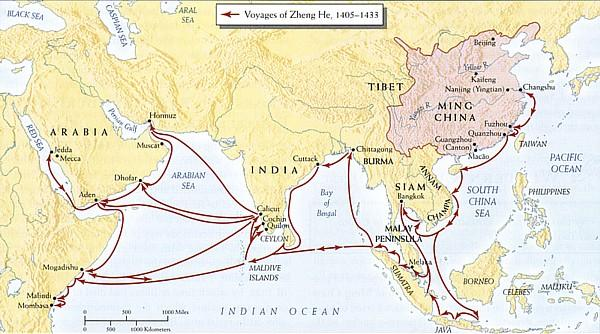 Voyages of Zheng He, 1405–1433
BLACK SEA
CASPIAN SEA
ARAL
SEA
Beijing
Yellow R.
Kaifeng
TIBET
Nanjing (Yingtian)
Changshu
MING
CHINA
Yangtze R.
Hormuz
Persian Gulf
ARABIA
Muscat
RED SEA
Jedda
Mecca
Fuzhou
Quanzhou
Guangzhou
Canton)
Macão
TAIWAN
PACIFIC
OCEAN
Cuttack
Chittagong
INDIA
BURMA
Dhofar
ARABIAN
SEA
Aden
ANNAM
SIAM
Bangkok
CHAMPA
SOUTH
CHINA
SEA
PHILIPPINES
Bay
of
Bengal
Calicut
Cochin
Quilon
CEYLON
MALAY
PENINSULA
Melaka
MALDIVE
ISLANDS
Mogadishu
SUMATRA
BORNEO
CELEBES
MALUKU
Malindi
Mombasa
0 500 1000 Miles
0 500 1000 Kilometers
INDIAN OCEAN
JAVA